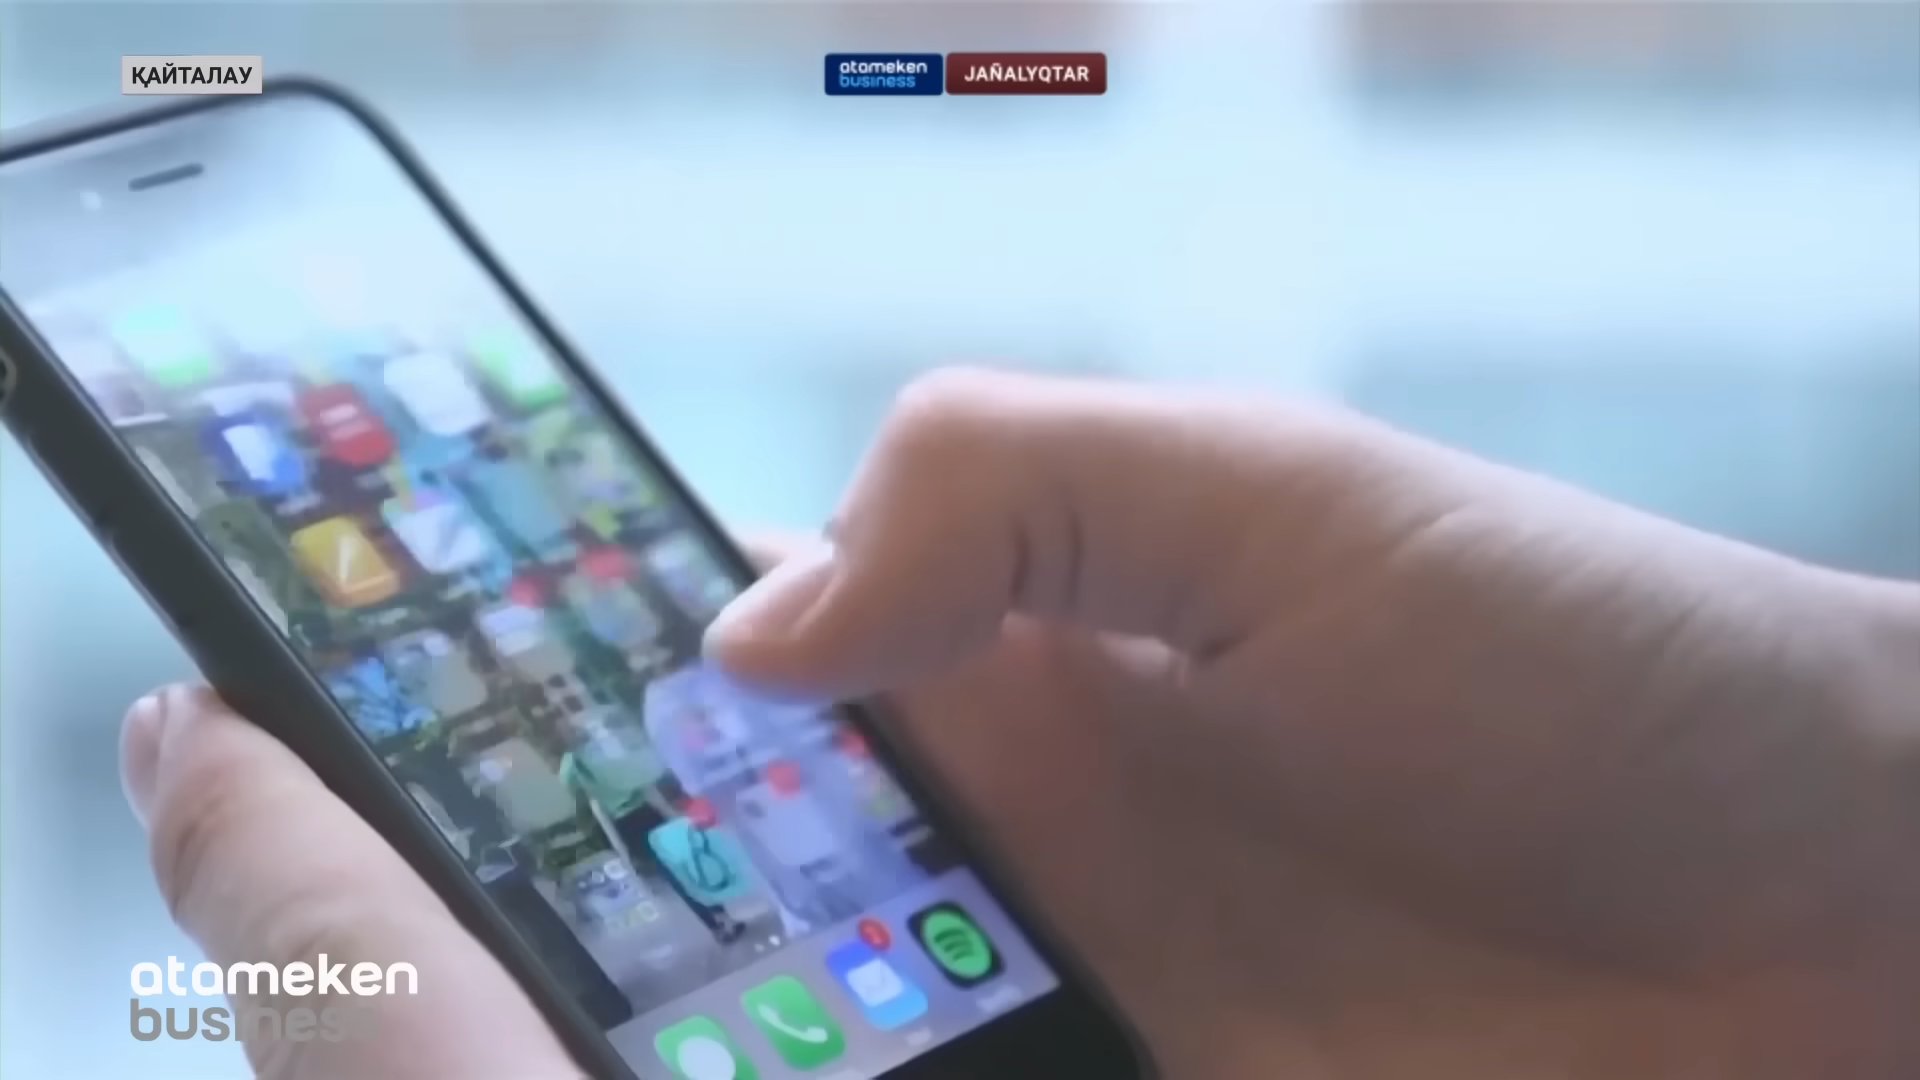 ҚАЙТАЛАУ
atameken
business
JAÑALYQTAR
atameken
business